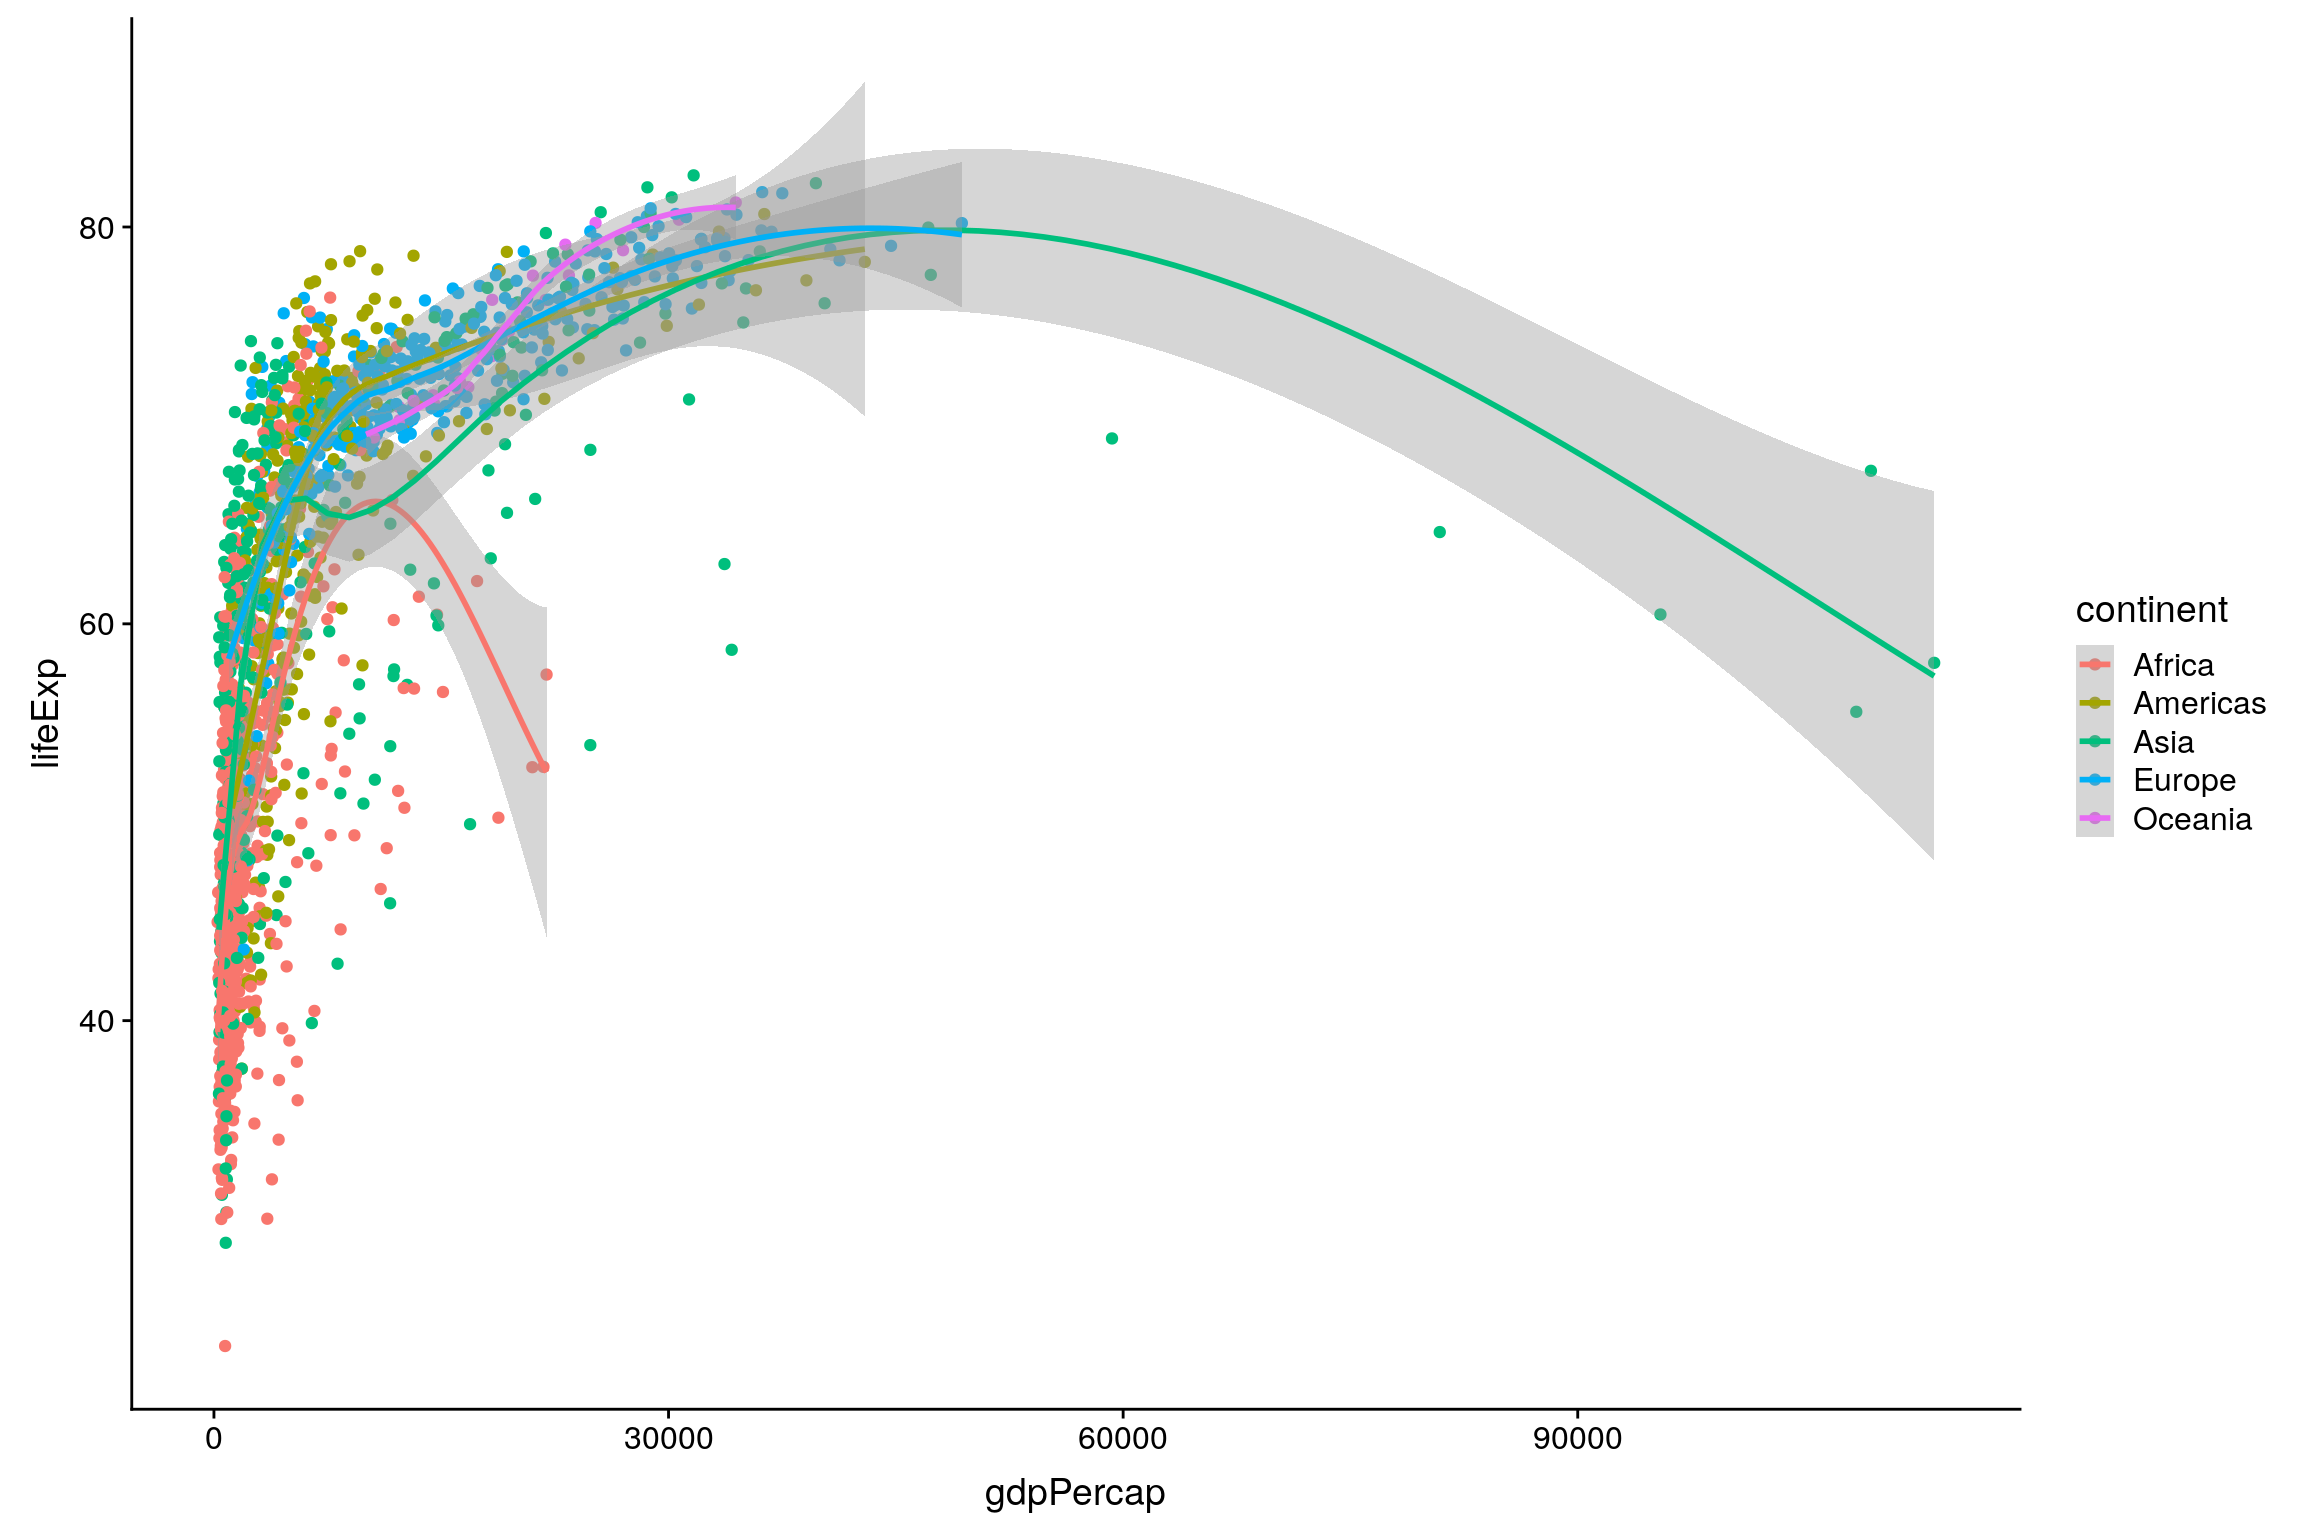 80
60
40
lifeExp
0
30000
60000
90000
gdpPercap
continent
Africa
Americas
Asia
Europe
Oceania